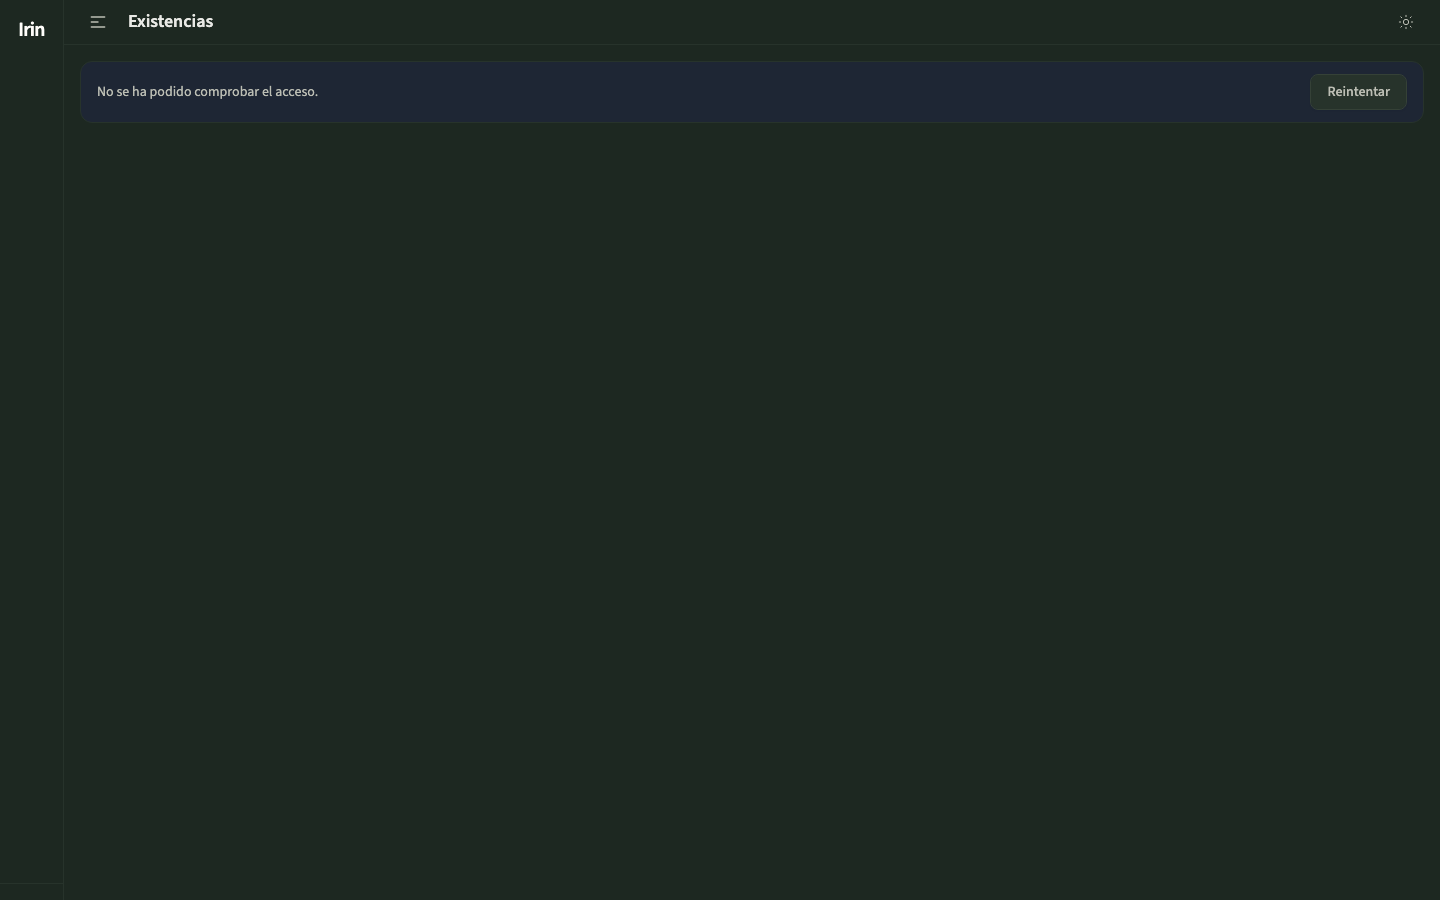 Irin
Existencias
No se ha podido comprobar el acceso.
Reintentar